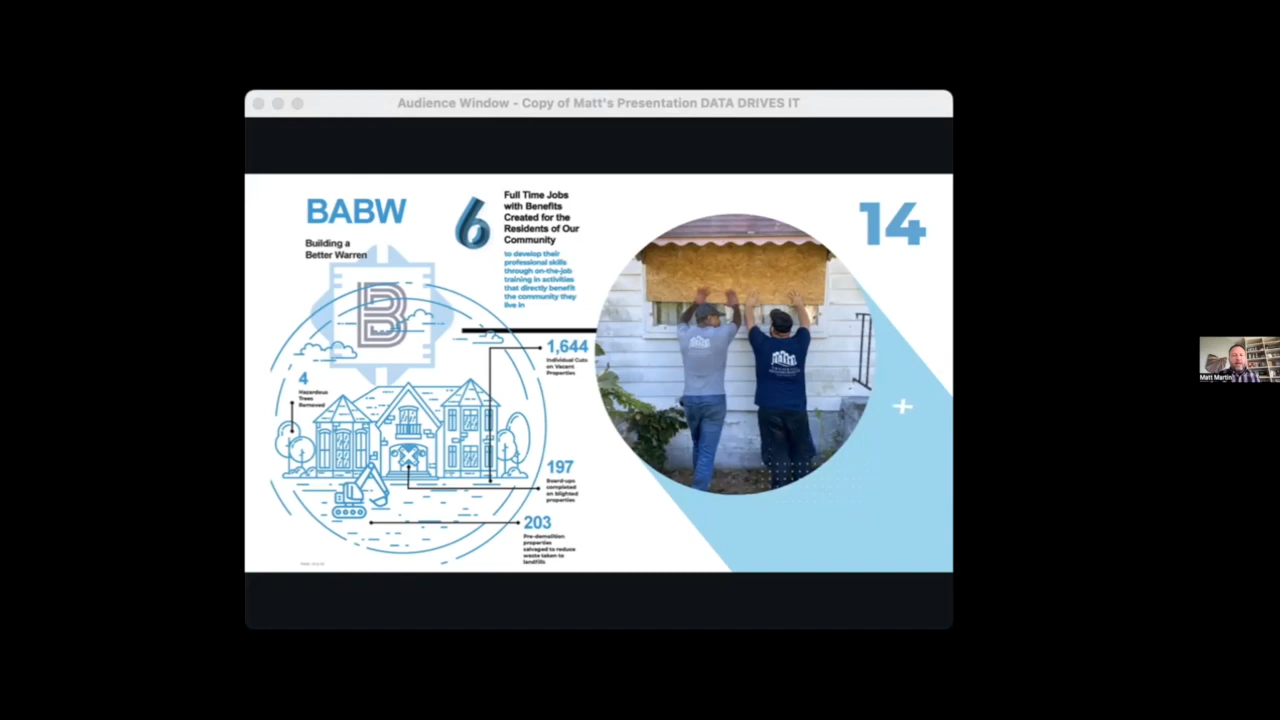 Audience Window - Copy of Matt's Presentation DATA DRIVES IT
BABW
Building a
Better Warren
B
6
Full Time Jobs
with Benefits
Created for the
Residents of Our
Community
to develop their
professional skills
through on-the-job
training in activities
that directly benefit
the community they
live in
14
1,644
Individual Cuts
on Vacant
Properties
4
Hazardous
Trees
Removed
197
Board-ups
completed
on blighted
properties
203
Pre-demolition
properties
salvaged to reduce
waste taken to
landfills
Matt Martin